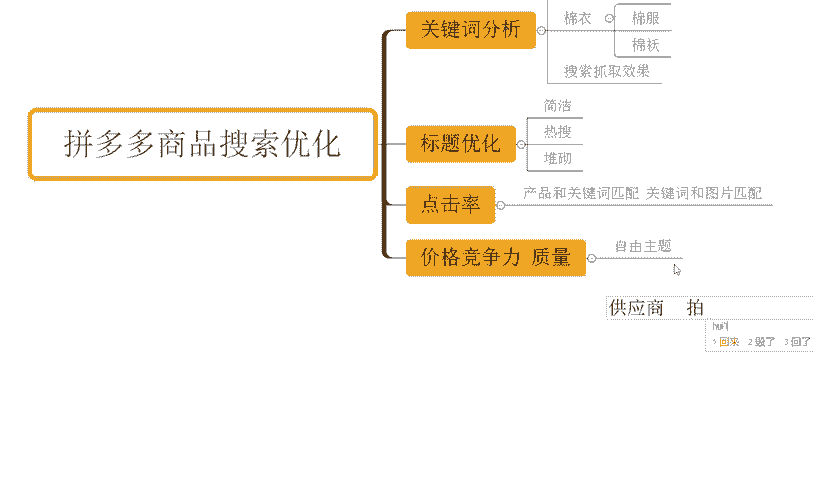 拼多多商品搜索优化
关键词分析
棉衣
棉服
棉袄
搜索抓取效果
标题优化
简洁
热搜
堆砌
点击率
产品和关键词匹配 关键词和图片匹配
价格竞争力 质量
自由主题
供应商 拍
1 回来 2 毁了 3 回了